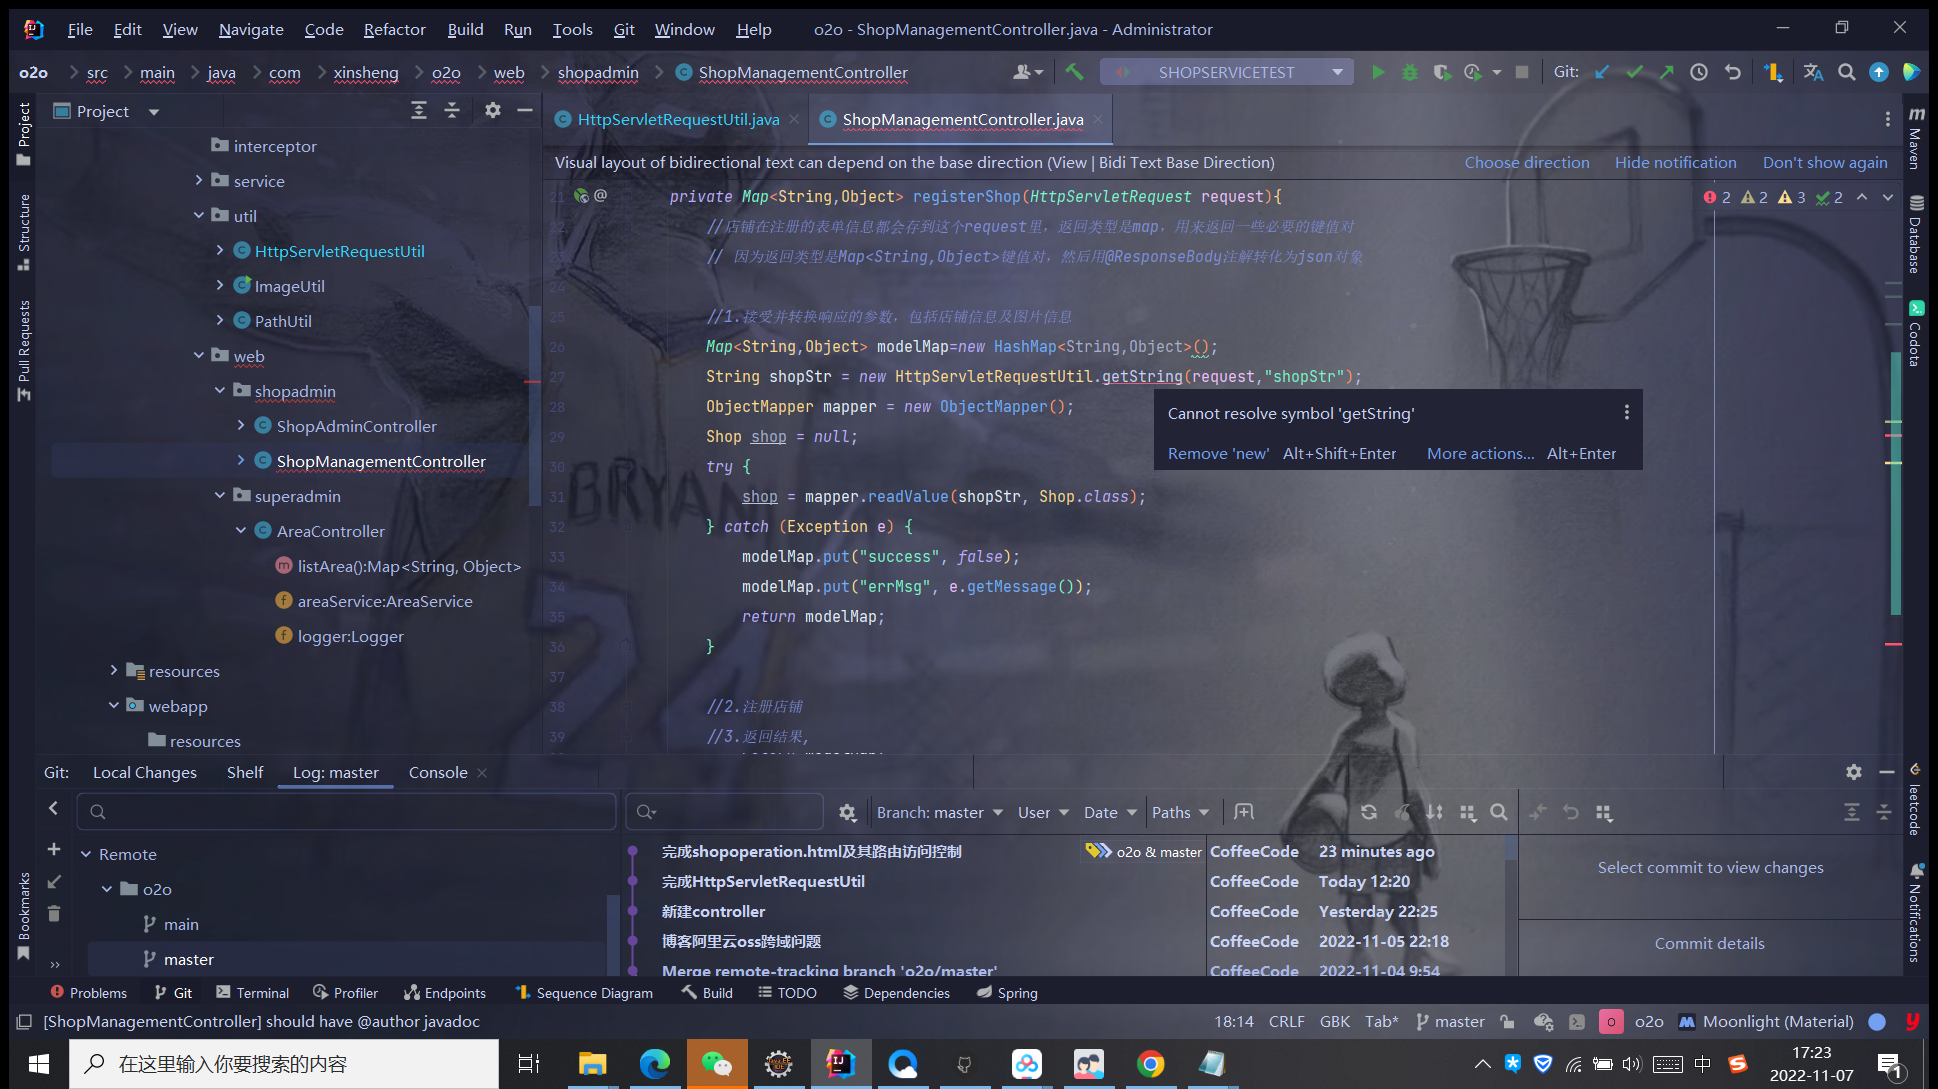 File Edit View Navigate Code Refactor Build Run Tools Git Window Help o2o - ShopManagementController.java - Administrator
o2o src main java com xinsheng o2o web shopadmin ShopManagementController SHOPSERVICETEST Git:
Project
HttpServletRequestUtil.java ShopManagementController.java
Visual layout of bidirectional text can depend on the base direction (View | Bidi Text Base Direction) Choose direction Hide notification Don't show again
Project
Structure
Pull Requests
Bookmarks
interceptor
service
util
HttpServletRequestUtil
ImageUtil
PathUtil
web
shopadmin
ShopAdminController
ShopManagementController
superadmin
AreaController
listArea():Map<String, Object>
areaService:AreaService
logger:Logger
resources
webapp
resources
2 2 3 2
21 private Map<String,Object> registerShop(HttpServletRequest request){
22 //店铺在注册的表单信息都会存到这个request里，返回类型是map，用来返回一些必要的键值对
23 // 因为返回类型是Map<String,Object>键值对，然后用@ResponseBody注解转化为json对象
24
25 //1.接受并转换响应的参数，包括店铺信息及图片信息
26 Map<String,Object> modelMap=new HashMap<String,Object>();
27 String shopStr = new HttpServletRequestUtil.getString(request,"shopStr");
28 ObjectMapper mapper = new ObjectMapper();
29 Shop shop = null;
30 try {
31 shop = mapper.readValue(shopStr, Shop.class);
32 } catch (Exception e) {
33 modelMap.put("success", false);
34 modelMap.put("errMsg", e.getMessage());
35 return modelMap;
36 }
37
38 //2.注册店铺
39 //3.返回结果,
Cannot resolve symbol 'getString'
Remove 'new' Alt+Shift+Enter More actions... Alt+Enter
BRYAN
24
Maven
Database
Codota
leetcode
Notifications
Git: Local Changes Shelf Log: master Console
Branch: master User Date Paths
Remote
o2o
main
master
完成shopoperation.html及其路由访问控制 o2o & master CoffeeCode 23 minutes ago
完成HttpServletRequestUtil CoffeeCode Today 12:20
新建controller CoffeeCode Yesterday 22:25
博客阿里云oss跨域问题 CoffeeCode 2022-11-05 22:18
Merge remote-tracking branch 'o2o/master' CoffeeCode 2022-11-04 9:54
Select commit to view changes
Commit details
Problems Git Terminal Profiler Endpoints Sequence Diagram Build TODO Dependencies Spring
[ShopManagementController] should have @author javadoc 18:14 CRLF GBK Tab* master o2o Moonlight (Material)
在这里输入你要搜索的内容
中
17:23
2022-11-07
1